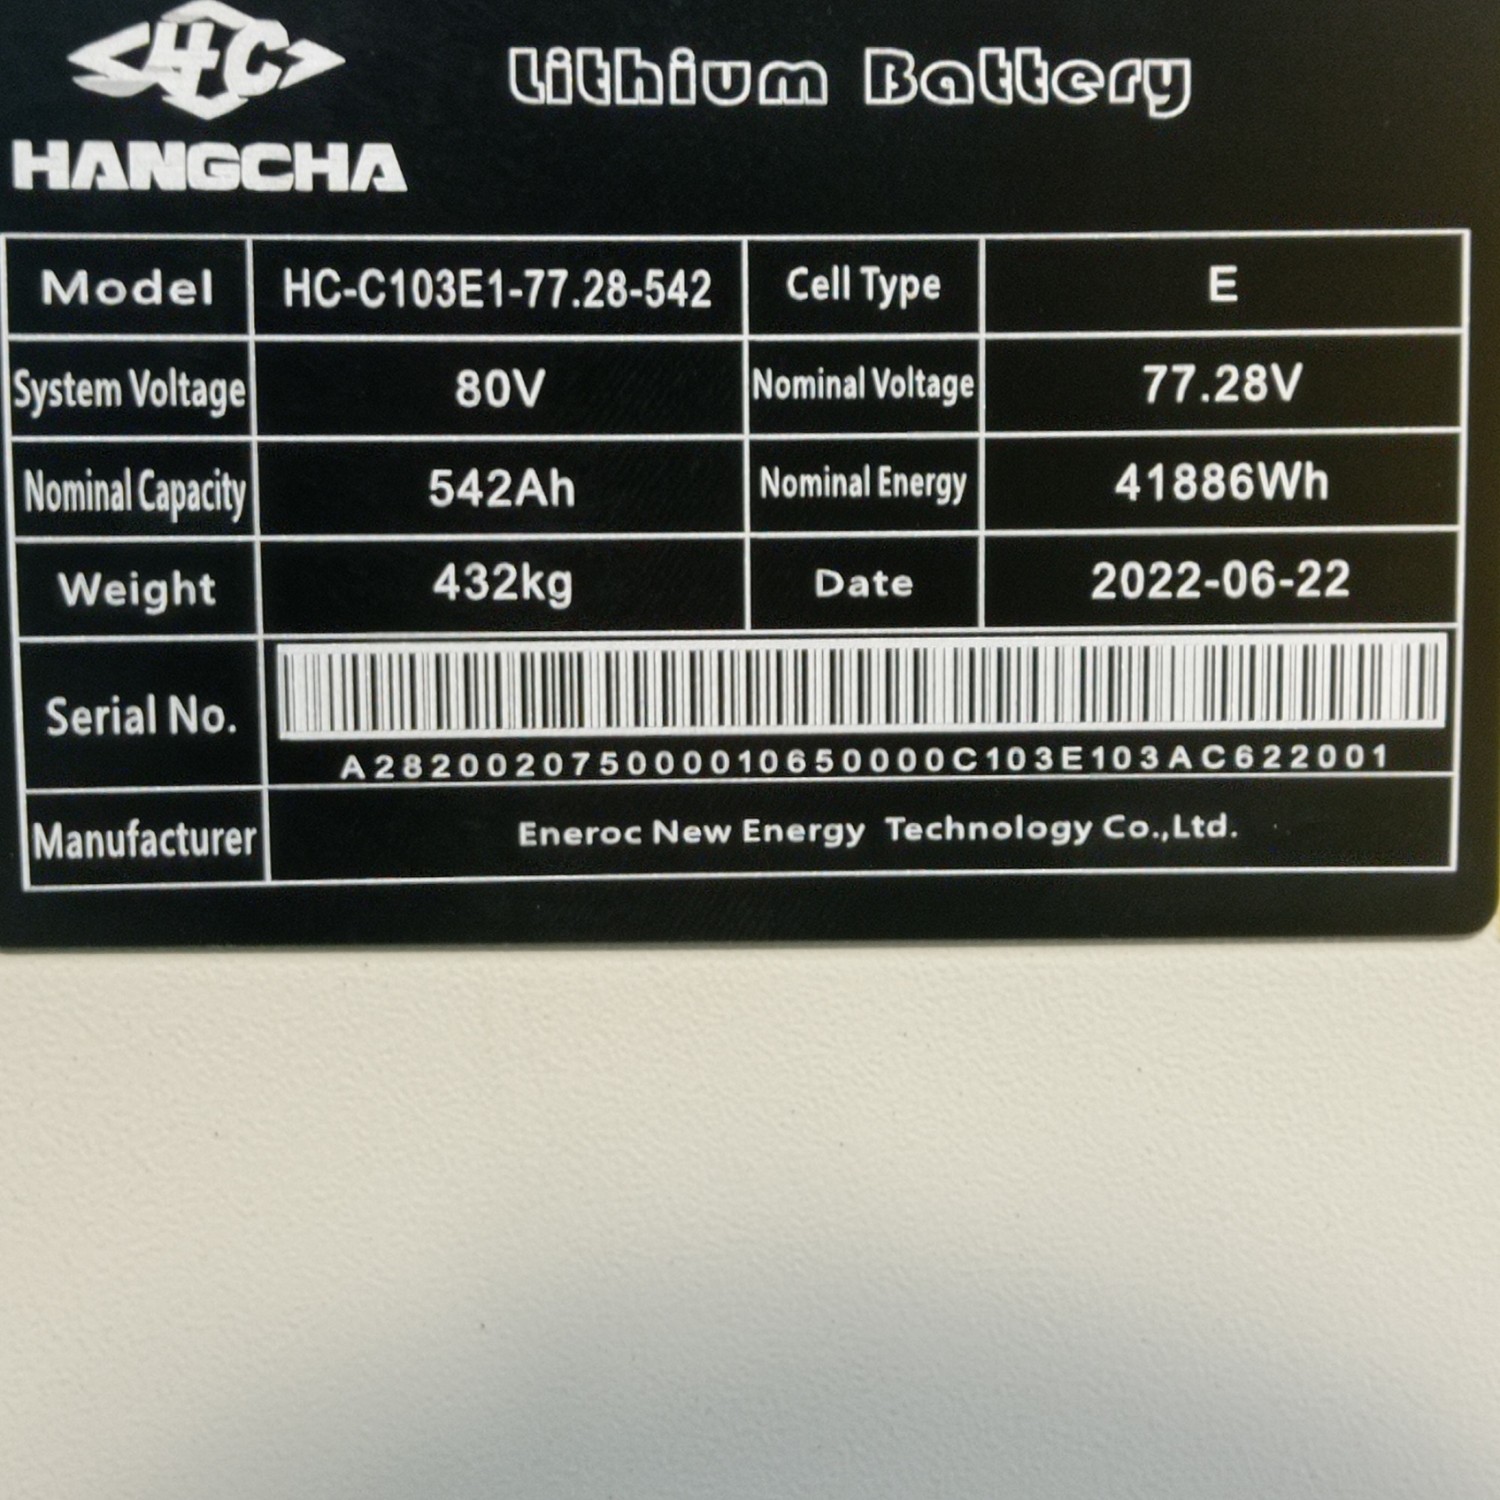 HC
HANGCHA
Lithium Battery
Model HC-C103E1-77.28-542 Cell Type E
System Voltage 80V Nominal Voltage 77.28V
Nominal Capacity 542Ah Nominal Energy 41886Wh
Weight 432kg Date 2022-06-22
Serial No. A282002075000010650000C103E103AC622001
Manufacturer Eneroc New Energy Technology Co.,Ltd.